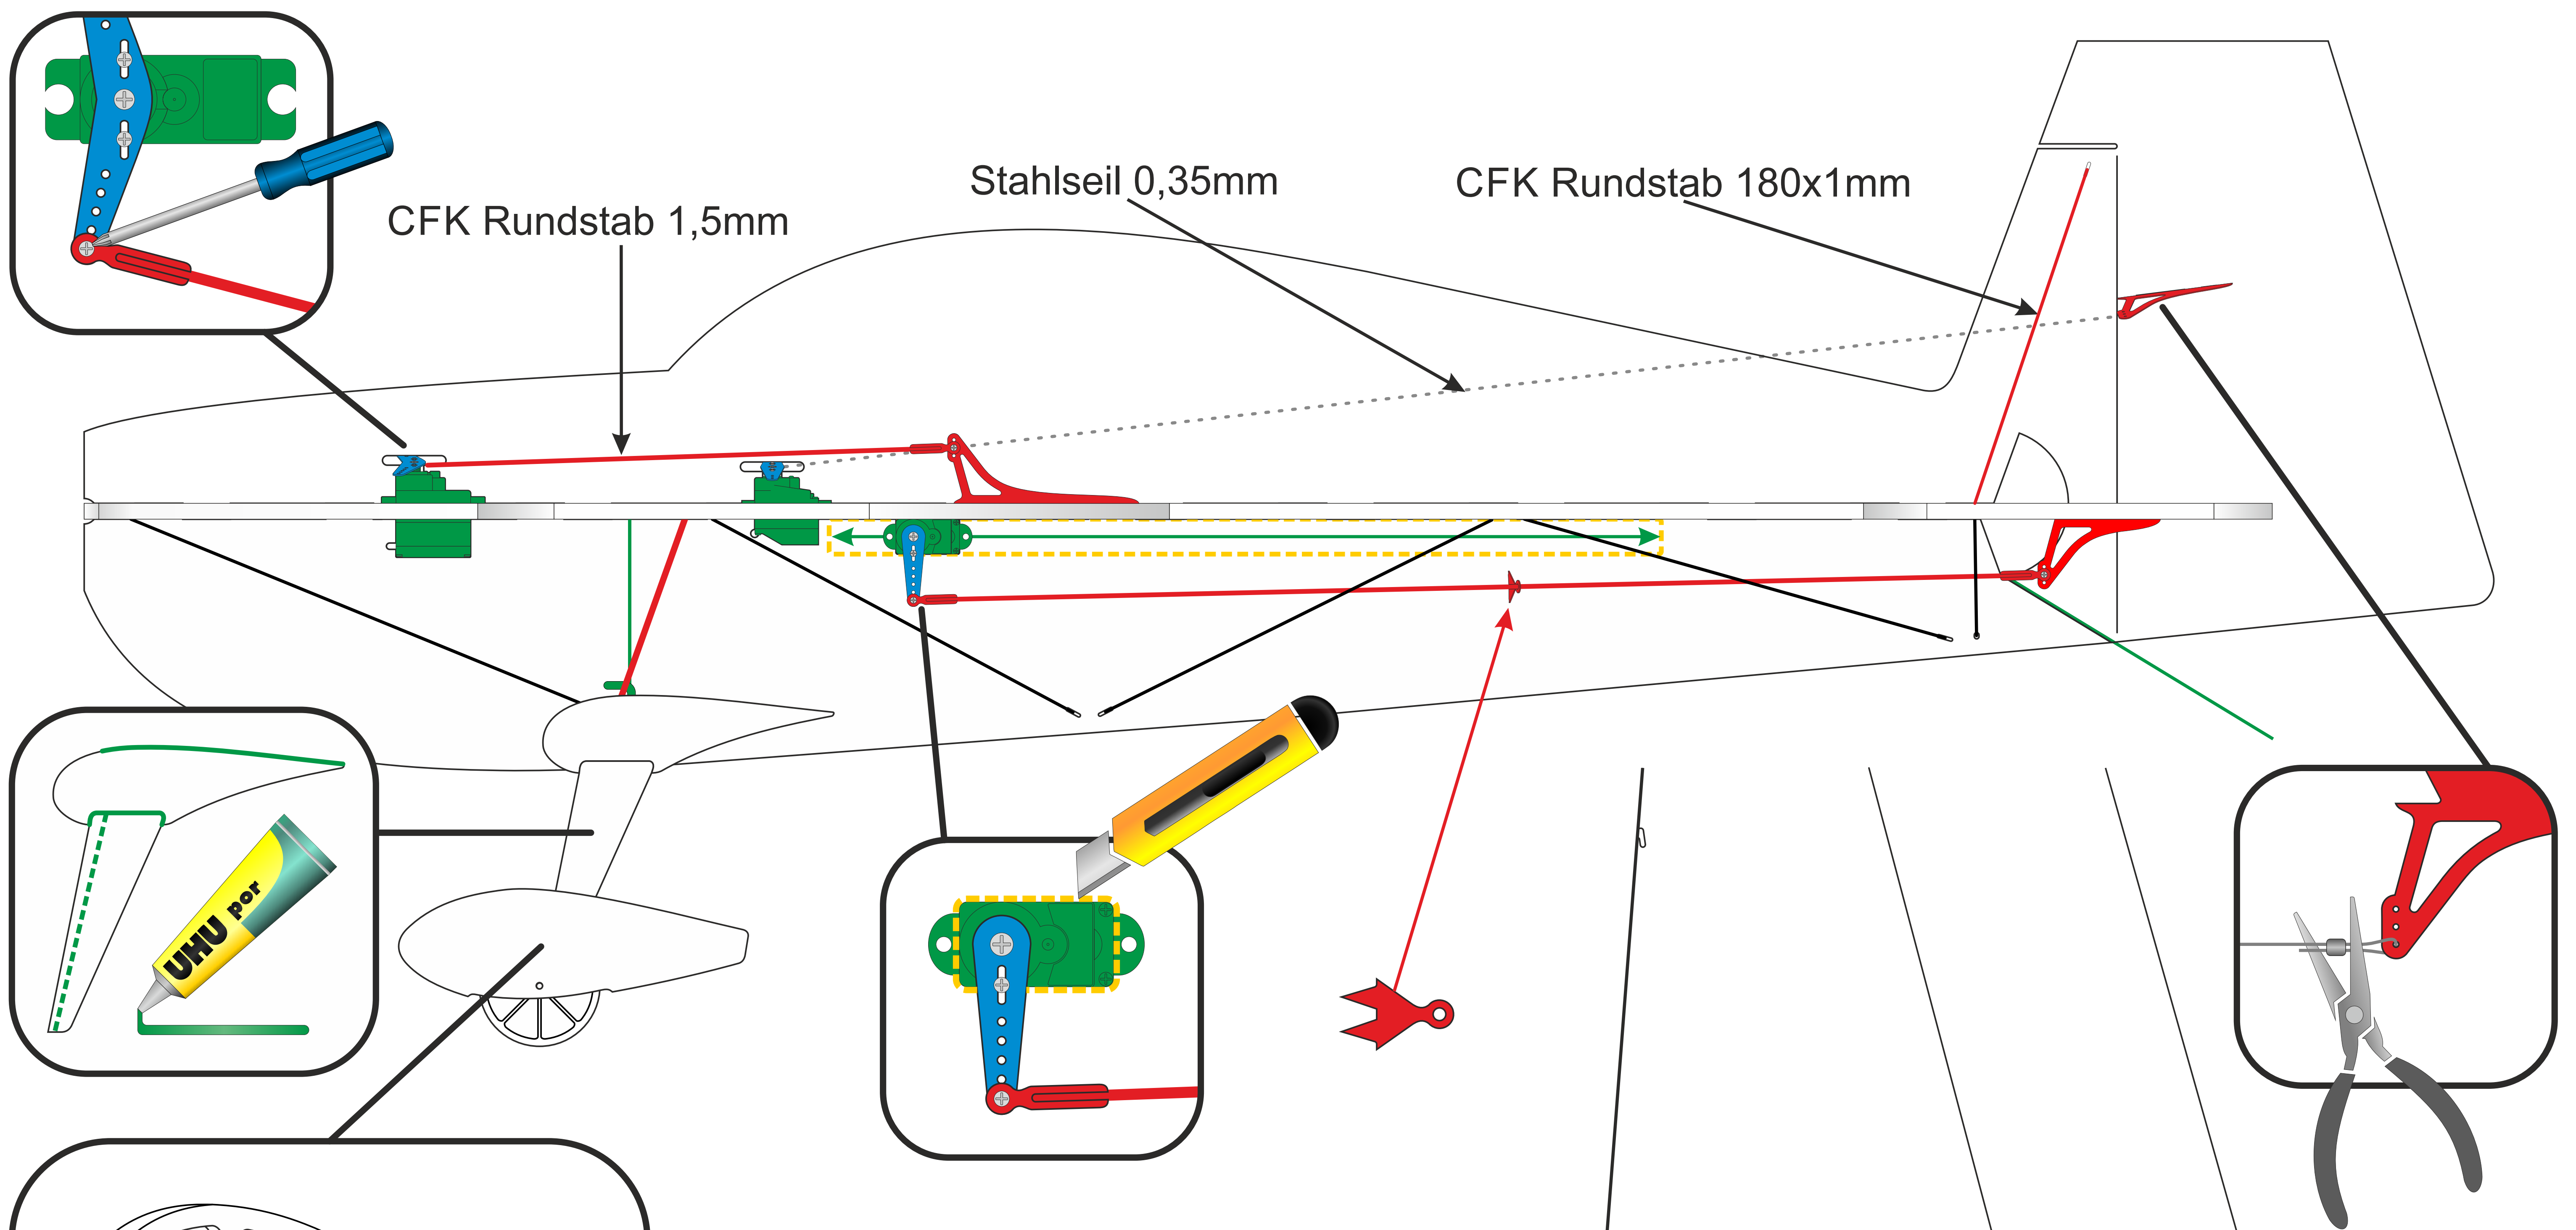 Stahlseil 0,35mm
CFK Rundstab 180x1mm
CFK Rundstab 1,5mm
UHU por